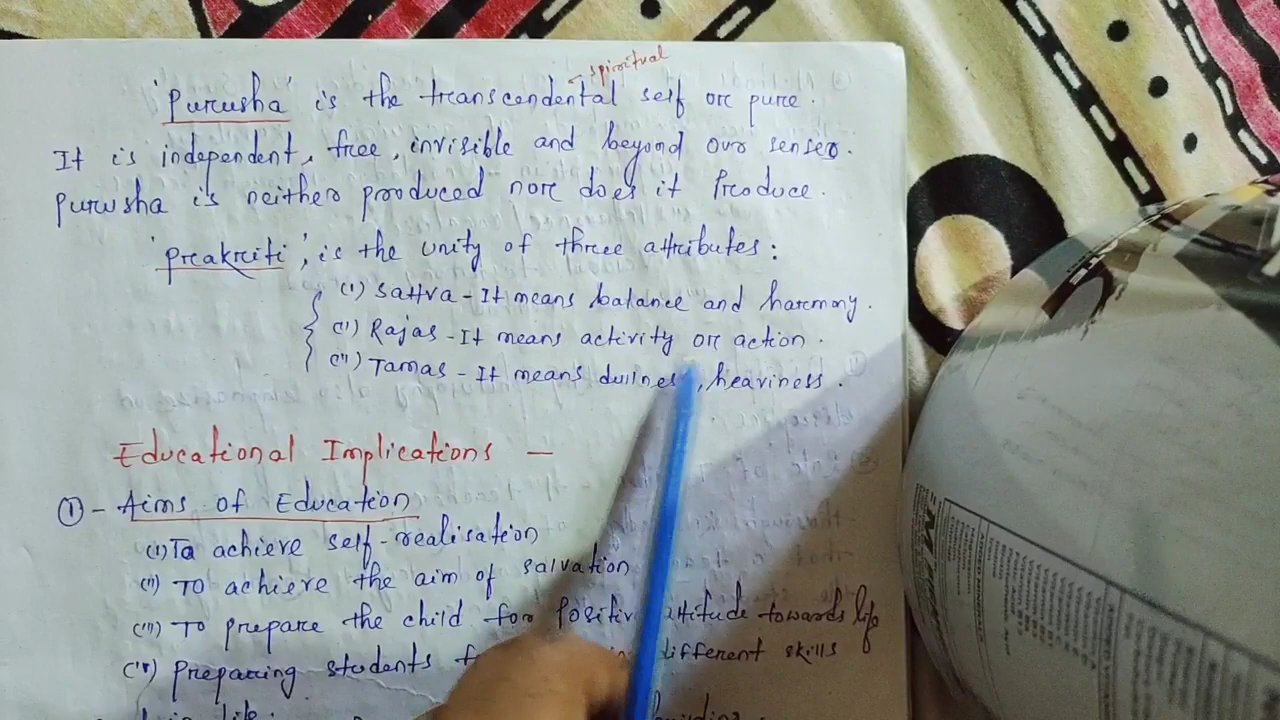 spiritual
'Purusha' is the transcendental self or pure.
It is independent, free, invisible and beyond our senses.
Purusha is neither produced nor does it Produce.
'Preakriti', is the unity of three attributes:
(i) Sattva - It means balance and harmony.
(ii) Rajas - It means activity or action.
(iii) Tamas - It means dullness, heaviness.
Educational Implications —
① - Aims of Education
(i) To achieve self-realisation
(ii) TO achieve the aim of salvation
(iii) TO prepare the child for positive attitude towards life
(iv) Preparing students different skills
life.